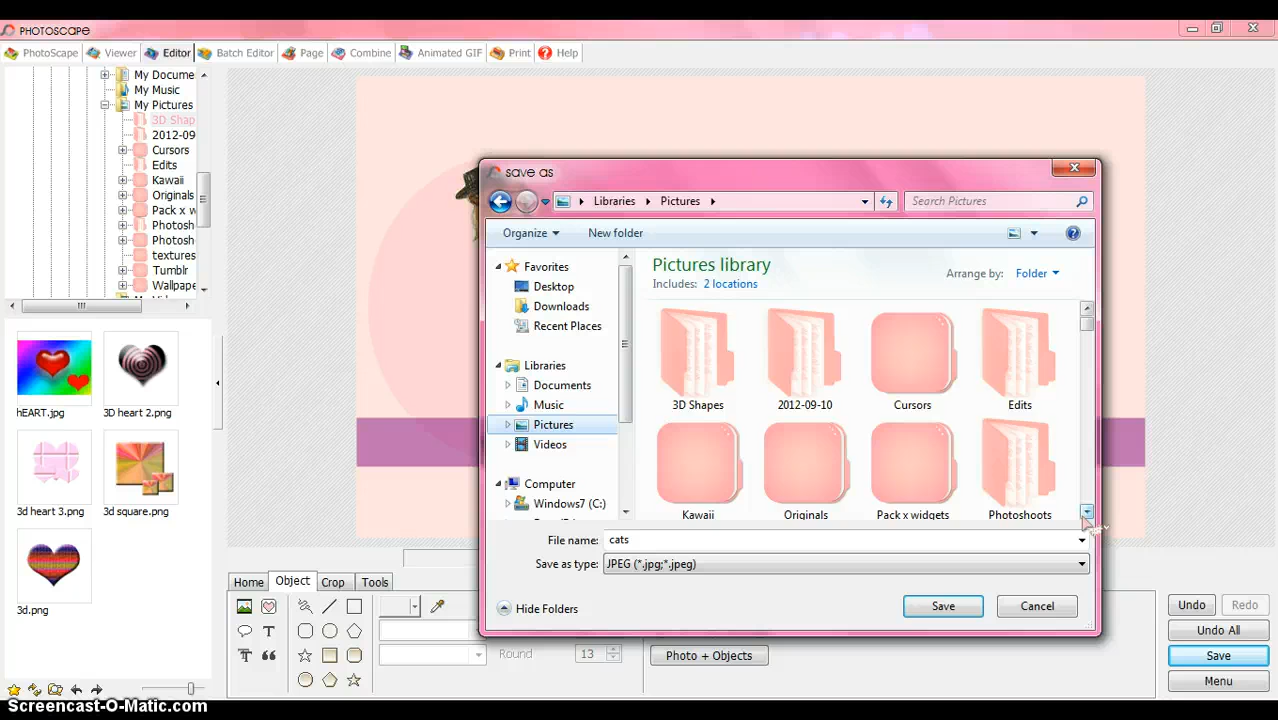 PHOTOSCAPE
PhotoScape Viewer Editor Batch Editor Page Combine Animated GIF Print Help
My Docume
My Music
My Pictures
3D Shap
2012-09
Cursors
Edits
Kawaii
Originals
Pack x w
Photosh
Photosh
textures
Tumblr
Wallpape
hEART.jpg
3D heart 2.png
3d heart 3.png
3d square.png
3d.png
save as
Libraries Pictures
Search Pictures
Organize New folder
Favorites
Desktop
Downloads
Recent Places
Libraries
Documents
Music
Pictures
Videos
Computer
Windows7 (C:)
Pictures library
Includes: 2 locations
Arrange by: Folder
3D Shapes 2012-09-10 Cursors Edits
Kawaii Originals Pack x widgets Photoshoots
File name: cats
Save as type: JPEG (*.jpg;*.jpeg)
Hide Folders
Save Cancel
Home Object Crop Tools
Round 13
Photo + Objects
Undo Redo
Undo All
Save
Menu
Screencast-O-Matic.com